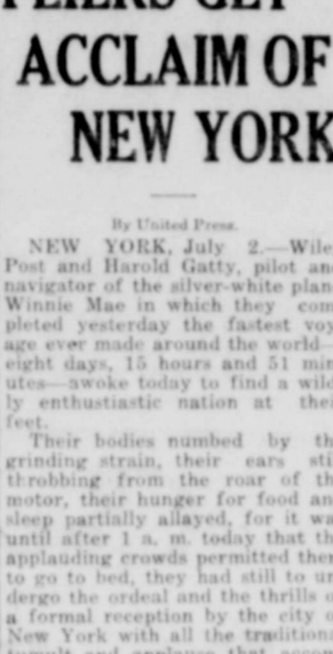 FLIERS GET
ACCLAIM OF
NEW YORK
By United Press.
NEW YORK, July 2.—Wile
Post and Harold Gatty, pilot an
navigator of the silver-white plan
Winnie Mae in which they com
pleted yesterday the fastest voy
age ever made around the world—
eight days, 15 hours and 51 min
utes—awoke today to find a wild
ly enthustiastic nation at thei
feet.
Their bodies numbed by th
grinding strain, their ears sti
throbbing from the roar of th
motor, their hunger for food an
sleep partially allayed, for it wa
until after 1 a. m. today that th
applauding crowds permitted them
to go to bed, they had still to un
dergo the ordeal and the thrills o
a formal reception by the city o
New York with all the tradition